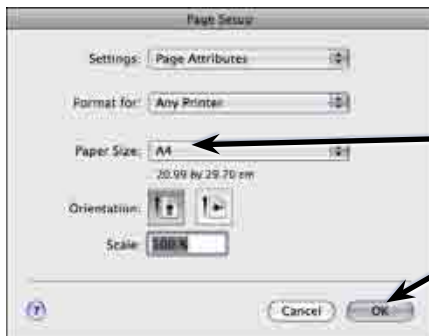 Page Setup
Settings: Page Attributes
Format for: Any Printer
Paper Size: A4
20.99 by 29.70 cm
Orientation:
Scale: 100%
? Cancel OK